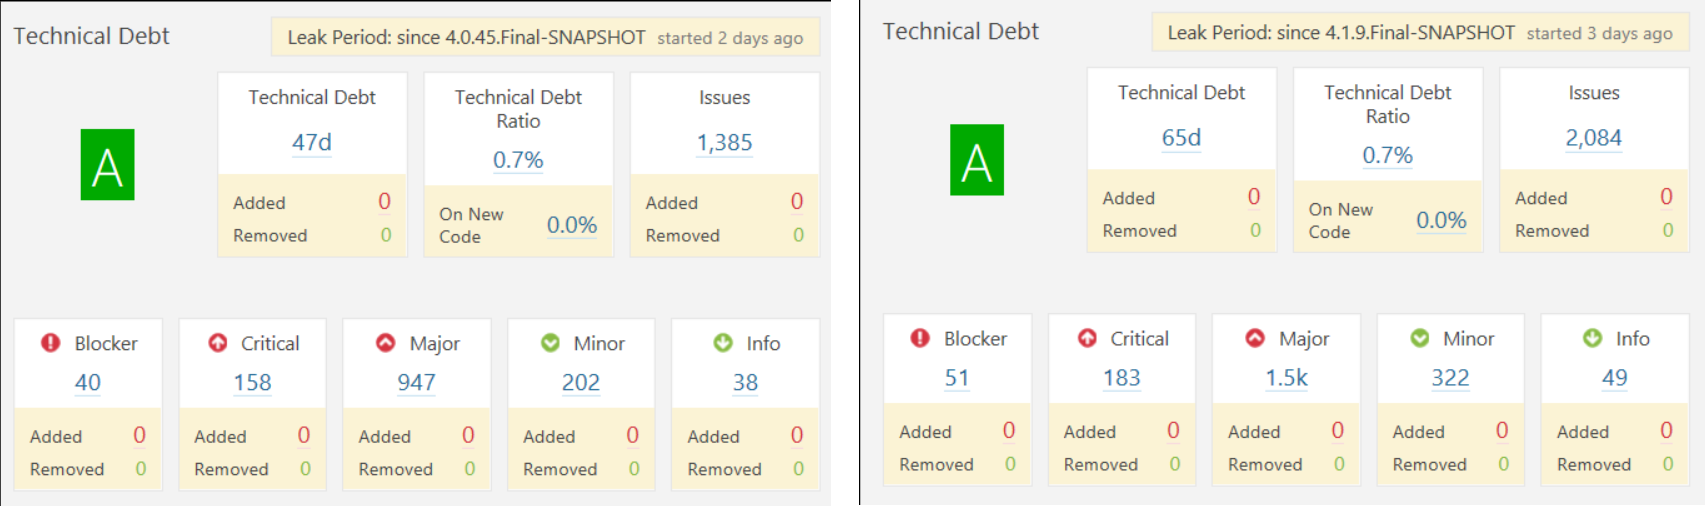 Technical Debt
Leak Period: since 4.0.45.Final-SNAPSHOT started 2 days ago
A
Technical Debt
47d
Added 0
Removed 0
Technical Debt
Ratio
0.7%
On New
Code
0.0%
Issues
1,385
Added 0
Removed 0
Blocker
40
Added 0
Removed 0
Critical
158
Added 0
Removed 0
Major
947
Added 0
Removed 0
Minor
202
Added 0
Removed 0
Info
38
Added 0
Removed 0
Technical Debt
Leak Period: since 4.1.9.Final-SNAPSHOT started 3 days ago
A
Technical Debt
65d
Added 0
Removed 0
Technical Debt
Ratio
0.7%
On New
Code
0.0%
Issues
2,084
Added 0
Removed 0
Blocker
51
Added 0
Removed 0
Critical
183
Added 0
Removed 0
Major
1.5k
Added 0
Removed 0
Minor
322
Added 0
Removed 0
Info
49
Added 0
Removed 0